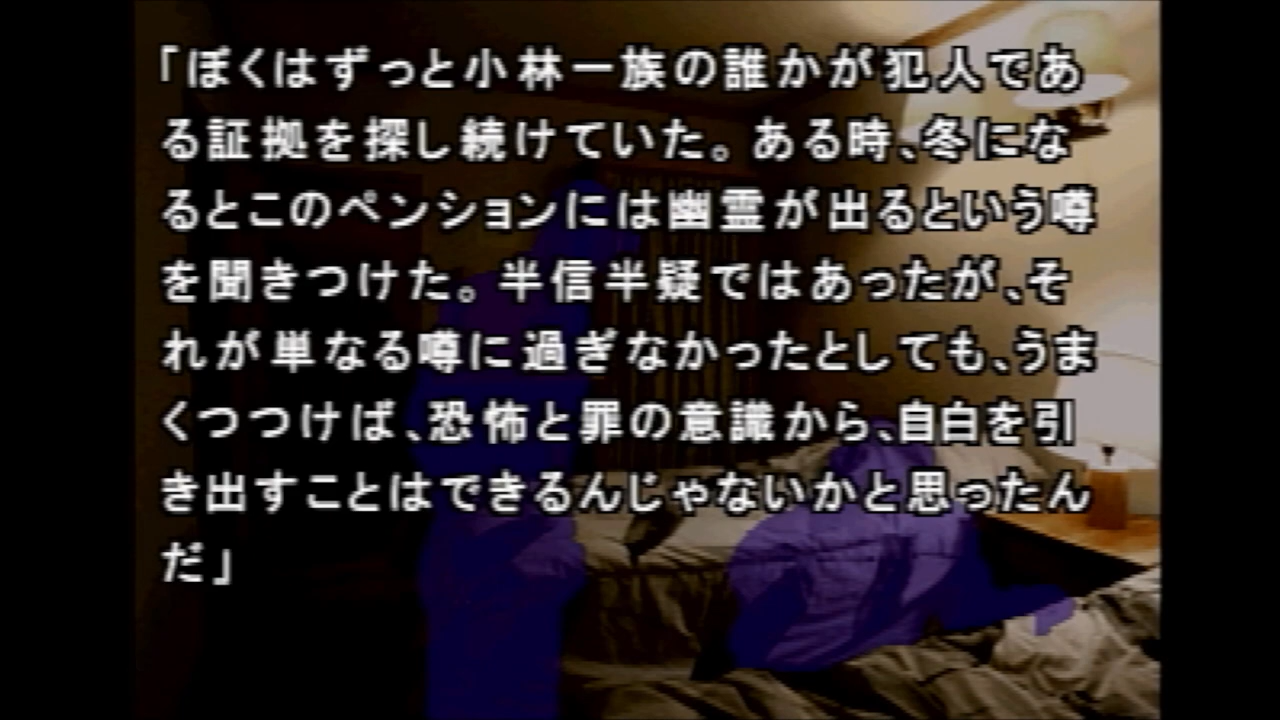 「ぼくはずっと小林一族の誰かが犯人であ
る証拠を探し続けていた。ある時、冬にな
るとこのペンションには幽霊が出るという噂
を聞きつけた。半信半疑ではあったが、そ
れが単なる噂に過ぎなかったとしても、うま
くつつけば、恐怖と罪の意識から、自白を引
き出すことはできるんじゃないかと思ったん
だ」